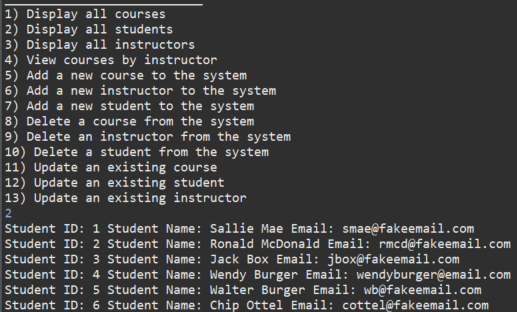 1) Display all courses
2) Display all students
3) Display all instructors
4) View courses by instructor
5) Add a new course to the system
6) Add a new instructor to the system
7) Add a new student to the system
8) Delete a course from the system
9) Delete an instructor from the system
10) Delete a student from the system
11) Update an existing course
12) Update an existing student
13) Update an existing instructor
2
Student ID: 1 Student Name: Sallie Mae Email: smae@fakeemail.com
Student ID: 2 Student Name: Ronald McDonald Email: rmcd@fakeemail.com
Student ID: 3 Student Name: Jack Box Email: jbox@fakeemail.com
Student ID: 4 Student Name: Wendy Burger Email: wendyburger@email.com
Student ID: 5 Student Name: Walter Burger Email: wb@fakeemail.com
Student ID: 6 Student Name: Chip Ottel Email: cottel@fakeemail.com